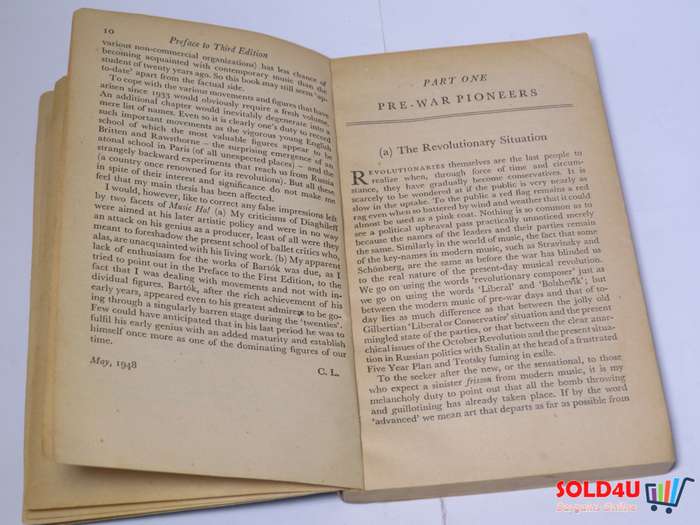 10
Preface to Third Edition
various non-commercial organizations) has less chance of
becoming acquainted with contemporary music than the
student of twenty years ago. So this book may still seem 'up-
to-date' apart from the factual side.
To cope with the various movements and figures that have
arisen since 1933 would obviously require a fresh volume.
An additional chapter would inevitably degenerate into a
mere list of names. Even so it is clearly one's duty to record
such important movements as the vigorous young English
school of which the most valuable figures appear to be
Britten and Rawsthorne – the surprising emergence of an
atonal school in Paris (of all unexpected places) – and the
strangely backward experiments that reach us from Russia
(a country once renowned for its revolution). But all these
in spite of their interest and significance do not make me
feel that my main thesis has been affected.
I would, however, like to correct any false impressions left
by two facets of Music Ho! (a) My criticisms of Diaghileff
were aimed at his later artistic policy and were in no way
an attack on his genius as a producer, least of all were they
meant to foreshadow the present school of ballet critics who,
alas, are unacquainted with his living work. (b) My apparent
lack of enthusiasm for the works of Bartók was due, as I
tried to point out in the Preface to the First Edition, to the
fact that I was dealing with movements and not with in-
dividual figures. Bartók, after the rich achievement of his
early years, appeared even to his greatest admirers to be go-
ing through a singularly barren stage during the 'twenties'.
Few could have anticipated that in his last period he was to
fulfil his early genius with an added maturity and establish
himself once more as one of the dominating figures of our
time.
May, 1948
C. L.
PART ONE
PRE-WAR PIONEERS
(a) The Revolutionary Situation
REVOLUTIONARIES themselves are the last people to
realize when, through force of time and circum-
stance, they have gradually become conservatives. It is
scarcely to be wondered at if the public is very nearly as
slow in the uptake. To the public a red flag remains a red
rag even when so battered by wind and weather that it could
almost be used as a pink coat. Nothing is so common as to
see a political upheaval pass practically unnoticed merely
because the names of the leaders and their parties remain
the same. Similarly in the world of music, the fact that some
of the key-names in modern music, such as Stravinsky and
Schönberg, are the same as before the war has blinded us
to the real nature of the present-day musical revolution.
We go on using the words 'revolutionary composer' just as
we go on using the words 'Liberal' and 'Bolshevik', but
between the modern music of pre-war days and that of to-
day lies as much difference as that between the jolly old
Gilbertian 'Liberal or Conservative' situation and the present
mingled state of the parties, or that between the clear anar-
chical issues of the October Revolution and the present situa-
tion in Russian politics with Stalin at the head of a frustrated
Five Year Plan and Trotsky fuming in exile.
To the seeker after the new, or the sensational, to those
who expect a sinister frisson from modern music, it is my
melancholy duty to point out that all the bomb throwing
and guillotining has already taken place. If by the word
'advanced' we mean art that departs as far as possible from
SOLD4U
Bargains Online